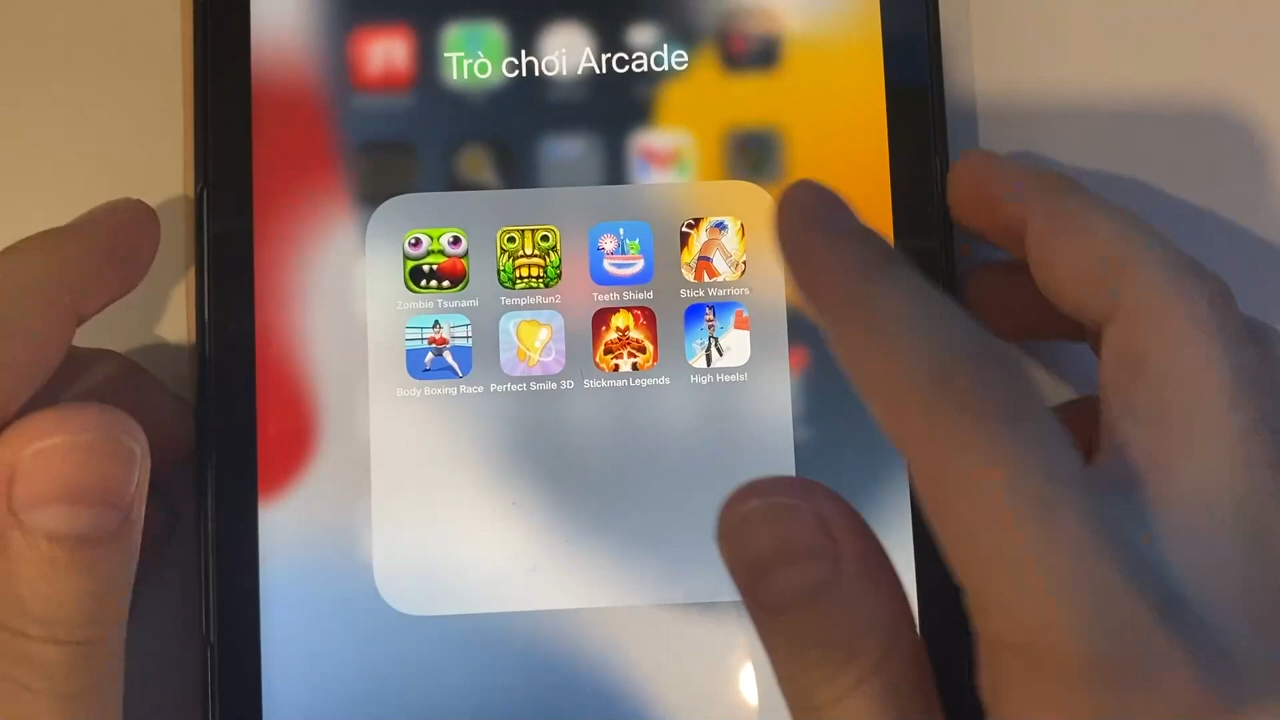 Trò chơi Arcade
Zombie Tsunami
TempleRun2
Teeth Shield
Stick Warriors
Body Boxing Race
Perfect Smile 3D
Stickman Legends
High Heels!